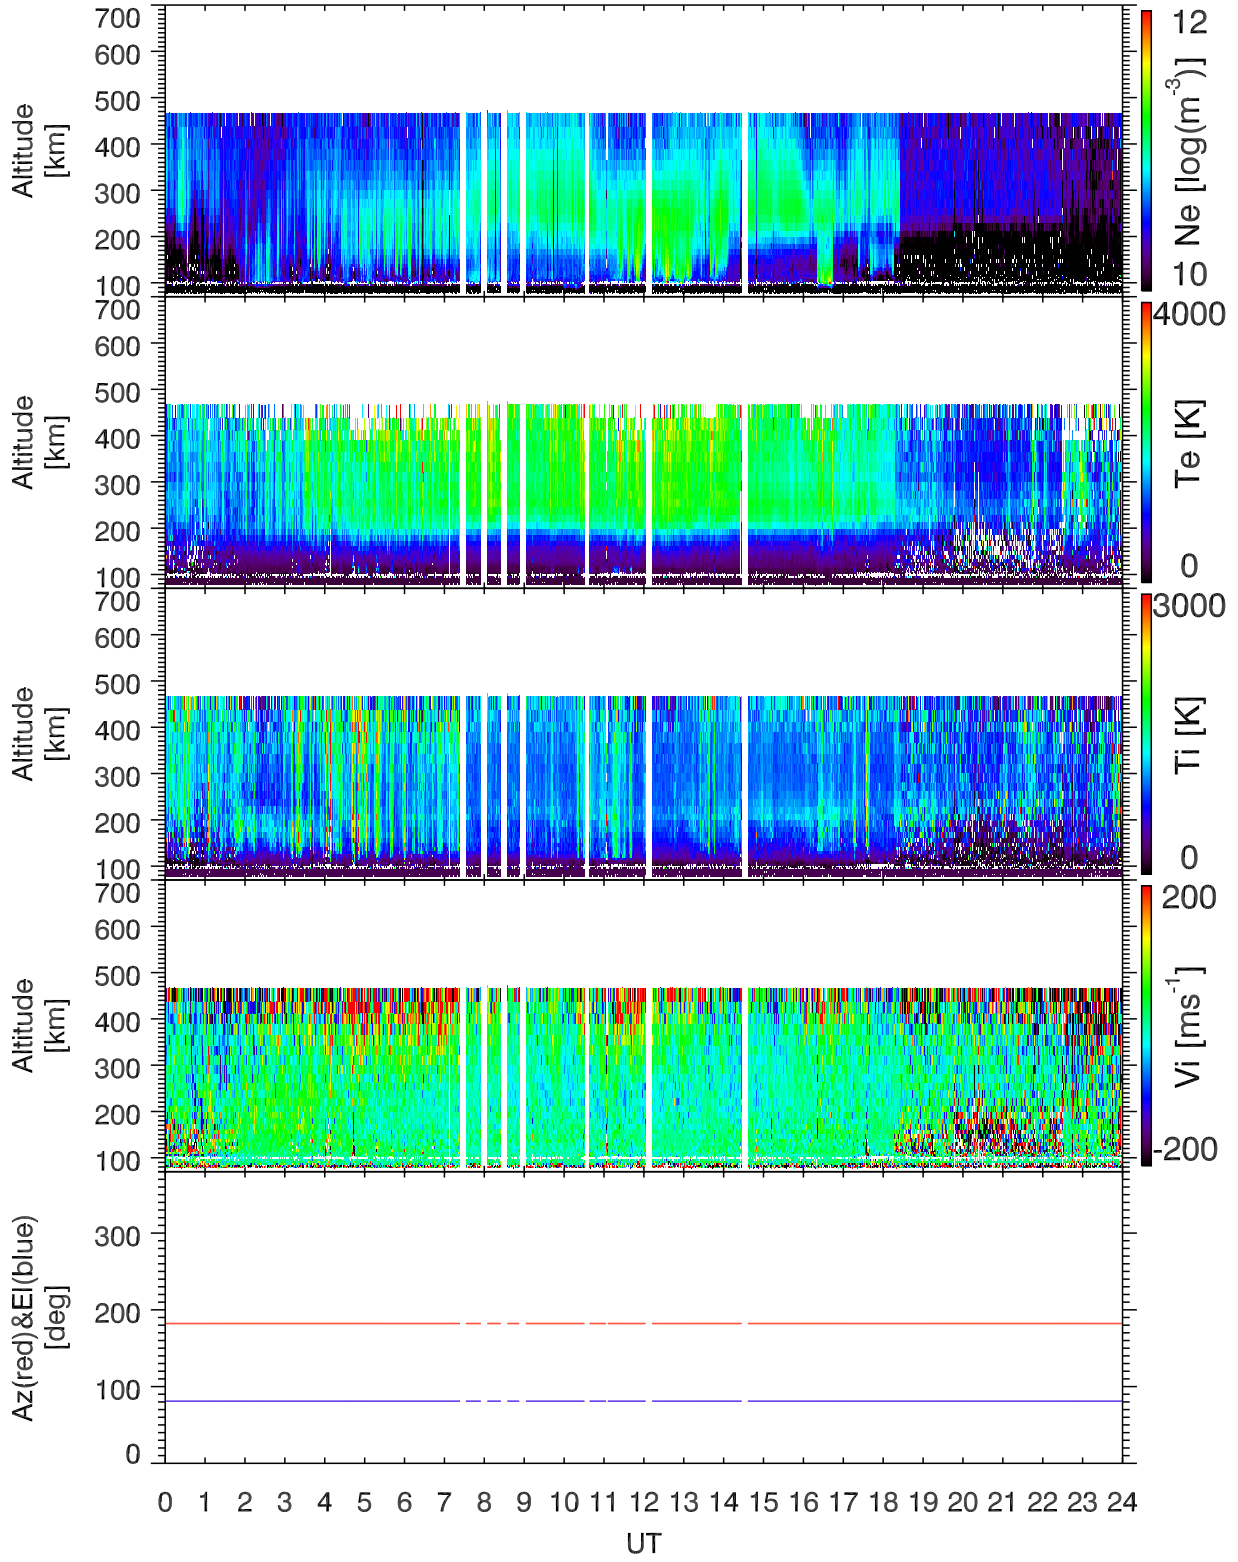 700
600
500
400
300
200
100
Altitude
[km]
12
Ne [log(m⁻³)]
10
700
600
500
400
300
200
100
Altitude
[km]
4000
Te [K]
0
700
600
500
400
300
200
100
Altitude
[km]
3000
Ti [K]
0
700
600
500
400
300
200
100
Altitude
[km]
200
Vi [ms⁻¹]
-200
300
200
100
0
Az(red)&El(blue)
[deg]
0 1 2 3 4 5 6 7 8 9 10 11 12 13 14 15 16 17 18 19 20 21 22 23 24
UT